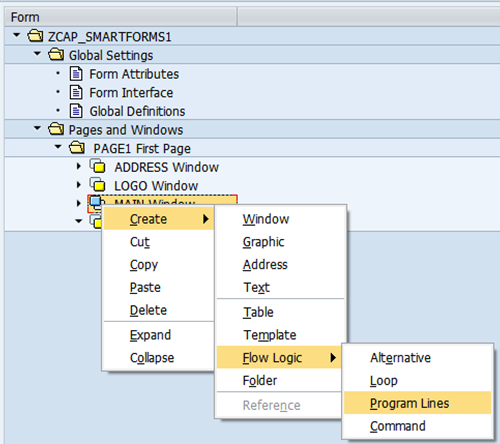 Form
ZCAP_SMARTFORMS1
Global Settings
Form Attributes
Form Interface
Global Definitions
Pages and Windows
PAGE1 First Page
ADDRESS Window
LOGO Window
MAIN Window
Create
Cut
Copy
Paste
Delete
Expand
Collapse
Window
Graphic
Address
Text
Table
Template
Flow Logic
Folder
Reference
Alternative
Loop
Program Lines
Command